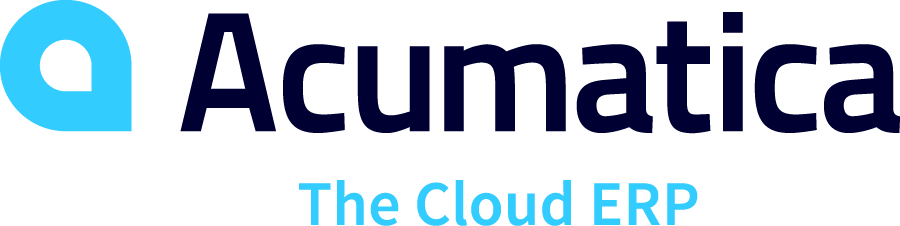 Acumatica
The Cloud ERP